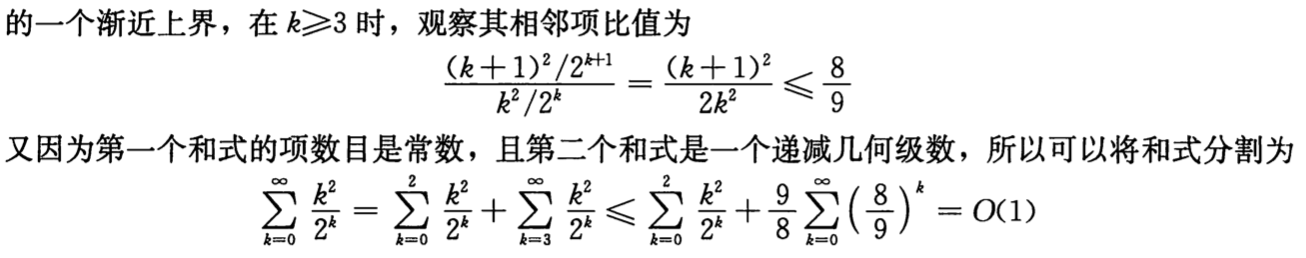 的一个渐近上界，在 k⩾3 时，观察其相邻项比值为
$$\frac{(k+1)^2/2^{k+1}}{k^2/2^k} = \frac{(k+1)^2}{2k^2} \leqslant \frac{8}{9}$$
又因为第一个和式的项数目是常数，且第二个和式是一个递减几何级数，所以可以将和式分割为
$$\sum_{k=0}^{\infty} \frac{k^2}{2^k} = \sum_{k=0}^{2} \frac{k^2}{2^k} + \sum_{k=3}^{\infty} \frac{k^2}{2^k} \leqslant \sum_{k=0}^{2} \frac{k^2}{2^k} + \frac{9}{8} \sum_{k=0}^{\infty} \left(\frac{8}{9}\right)^k = O(1)$$